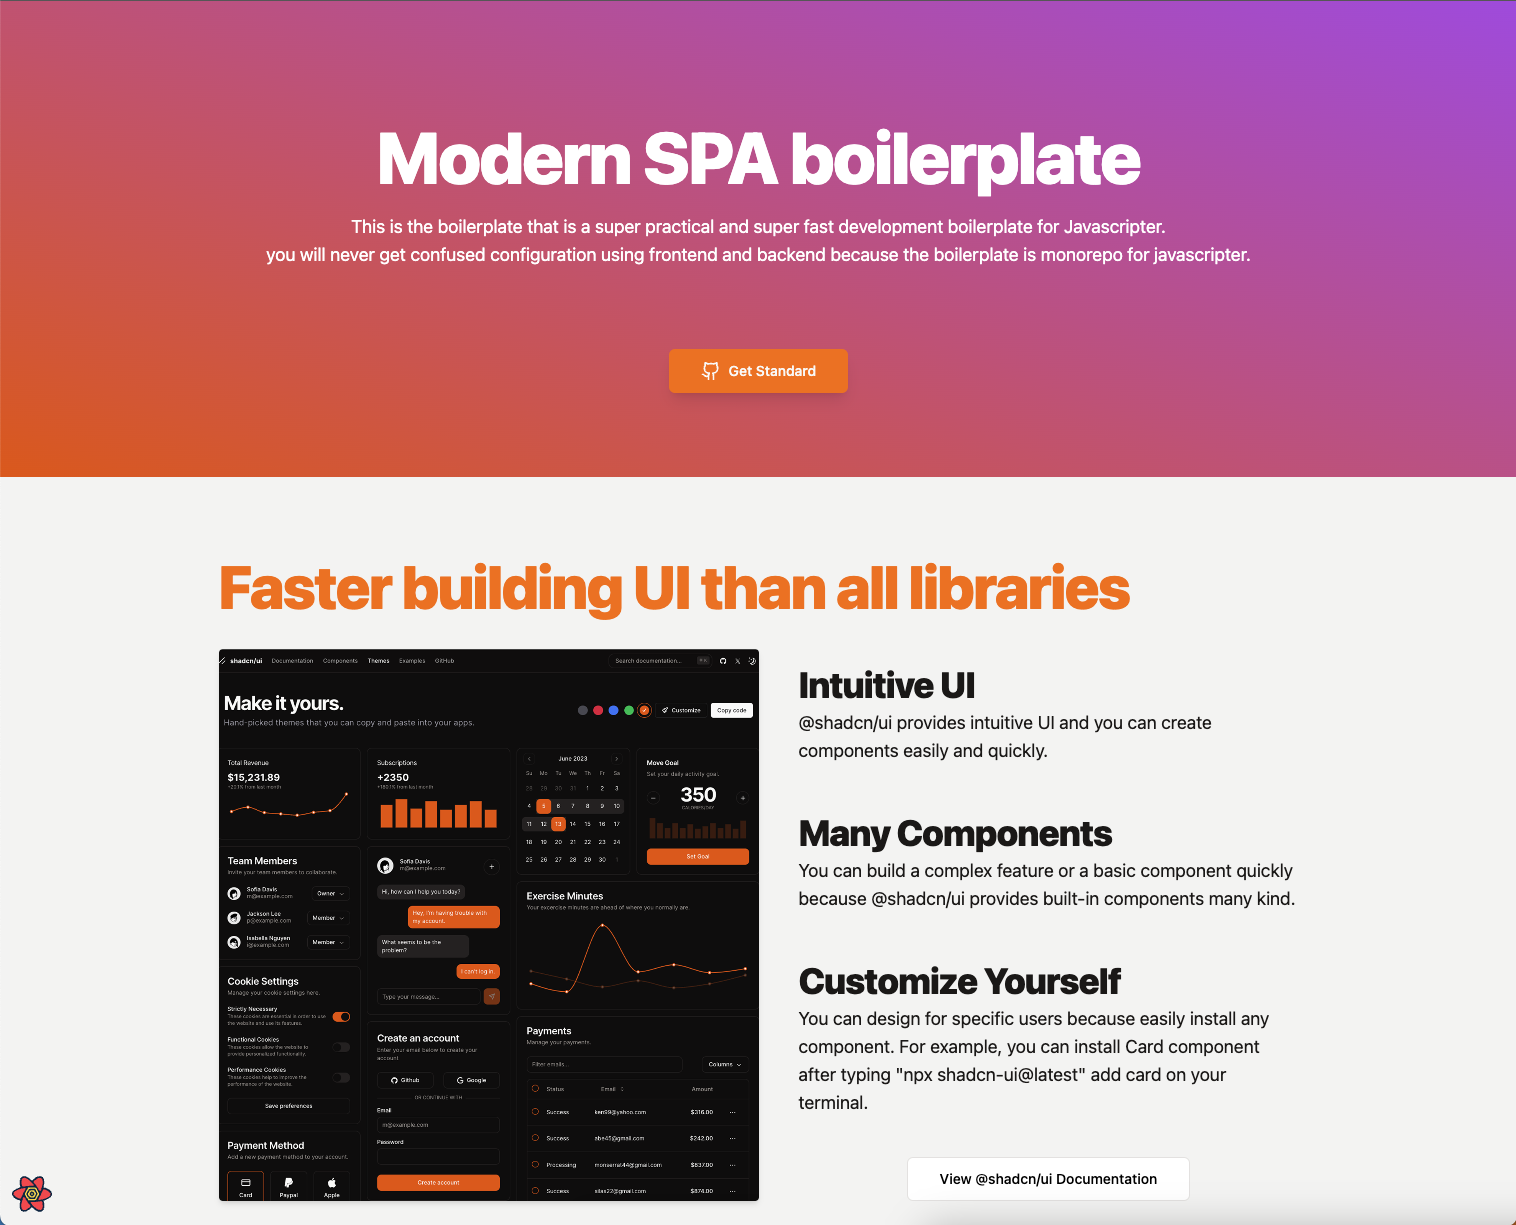 Modern SPA boilerplate
This is the boilerplate that is a super practical and super fast development boilerplate for Javascripter.
you will never get confused configuration using frontend and backend because the boilerplate is monorepo for javascripter.
Get Standard
Faster building UI than all libraries
shadcn/ui Documentation Components Themes Examples GitHub Search documentation...
Make it yours.
Hand-picked themes that you can copy and paste into your apps.
Customize Copy code
Total Revenue
$15,231.89
+20.1% from last month
Subscriptions
+2350
+180.1% from last month
June 2023
Su Mo Tu We Th Fr Sa
28 29 30 31 1 2 3
4 5 6 7 8 9 10
11 12 13 14 15 16 17
18 19 20 21 22 23 24
25 26 27 28 29 30 1
Move Goal
Set your daily activity goal.
350
CALORIES/DAY
Set Goal
Team Members
Invite your team members to collaborate.
Sofia Davis
m@example.com
Owner
Jackson Lee
p@example.com
Member
Isabella Nguyen
i@example.com
Member
Sofia Davis
m@example.com
Hi, how can I help you today?
Hey, I'm having trouble with
my account.
What seems to be the
problem?
I can't log in.
Type your message...
Exercise Minutes
Your excercise minutes are ahead of where you normally are.
Cookie Settings
Manage your cookie settings here.
Strictly Necessary
These cookies are essential in order to use
the website and use its features.
Functional Cookies
These cookies allow the website to
provide personalized functionality.
Performance Cookies
These cookies help to improve the
performance of the website.
Save preferences
Create an account
Enter your email below to create your
account
Github Google
OR CONTINUE WITH
Email
m@example.com
Password
Create account
Payments
Manage your payments.
Filter emails... Columns
Status Email Amount
Success ken99@yahoo.com $316.00 ...
Success abe45@gmail.com $242.00 ...
Processing monserrat44@gmail.com $837.00 ...
Success silas22@gmail.com $874.00 ...
Payment Method
Add a new payment method to your account.
Card Paypal Apple
Intuitive UI
@shadcn/ui provides intuitive UI and you can create
components easily and quickly.
Many Components
You can build a complex feature or a basic component quickly
because @shadcn/ui provides built-in components many kind.
Customize Yourself
You can design for specific users because easily install any
component. For example, you can install Card component
after typing "npx shadcn-ui@latest" add card on your
terminal.
View @shadcn/ui Documentation